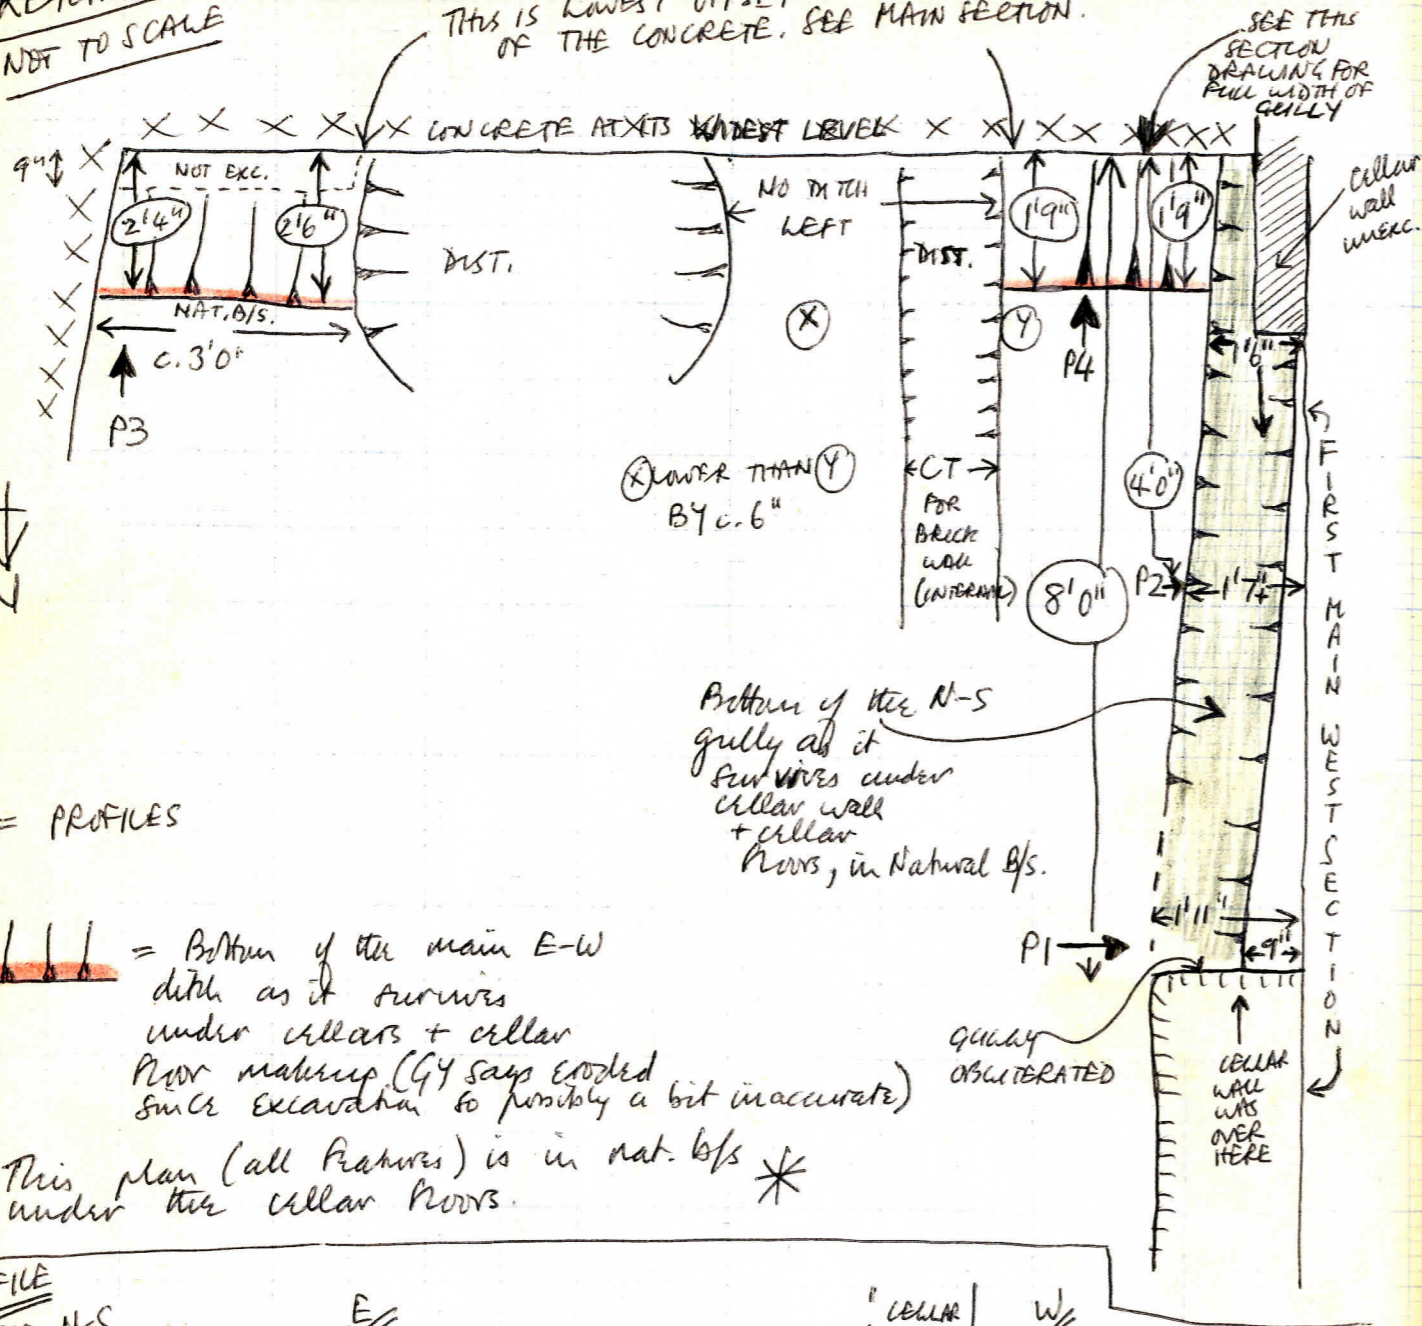 NOT TO SCALE
THIS IS LOWEST OFFSET
OF THE CONCRETE. SEE MAIN SECTION.
SEE THIS
SECTION
DRAWING FOR
FULL WIDTH OF
GULLY
CONCRETE AT ITS WIDEST LEVEL
9"
NOT EXC.
2'4"
2'6"
NAT. B/S.
c. 3'0"
P3
DIST.
NO DITCH
LEFT
X
DIST.
1'9"
1'9"
Y
P4
Cellar
wall
unexc.
1'6"
X LOWER THAN Y
BY c. 6"
CT
FOR
BRICK
WALL
(INTERNAL)
4'0"
8'0"
P2
1'7"
FIRST MAIN WEST SECTION
Bottom of the N-S
gully as it
survives under
cellar wall
+ cellar
floors, in Natural B/s.
= PROFILES
1'11"
P1
9"
= Bottom of the main E-W
ditch as it survives
under cellars + cellar
floor makeup (GY says eroded
since excavation so possibly a bit inaccurate)
GULLY
OBLITERATED
CELLAR
WALL
WAS
OVER
HERE
This plan (all features) is in nat. b/s
under the cellar floors.
N-S
E
CELLAR
W